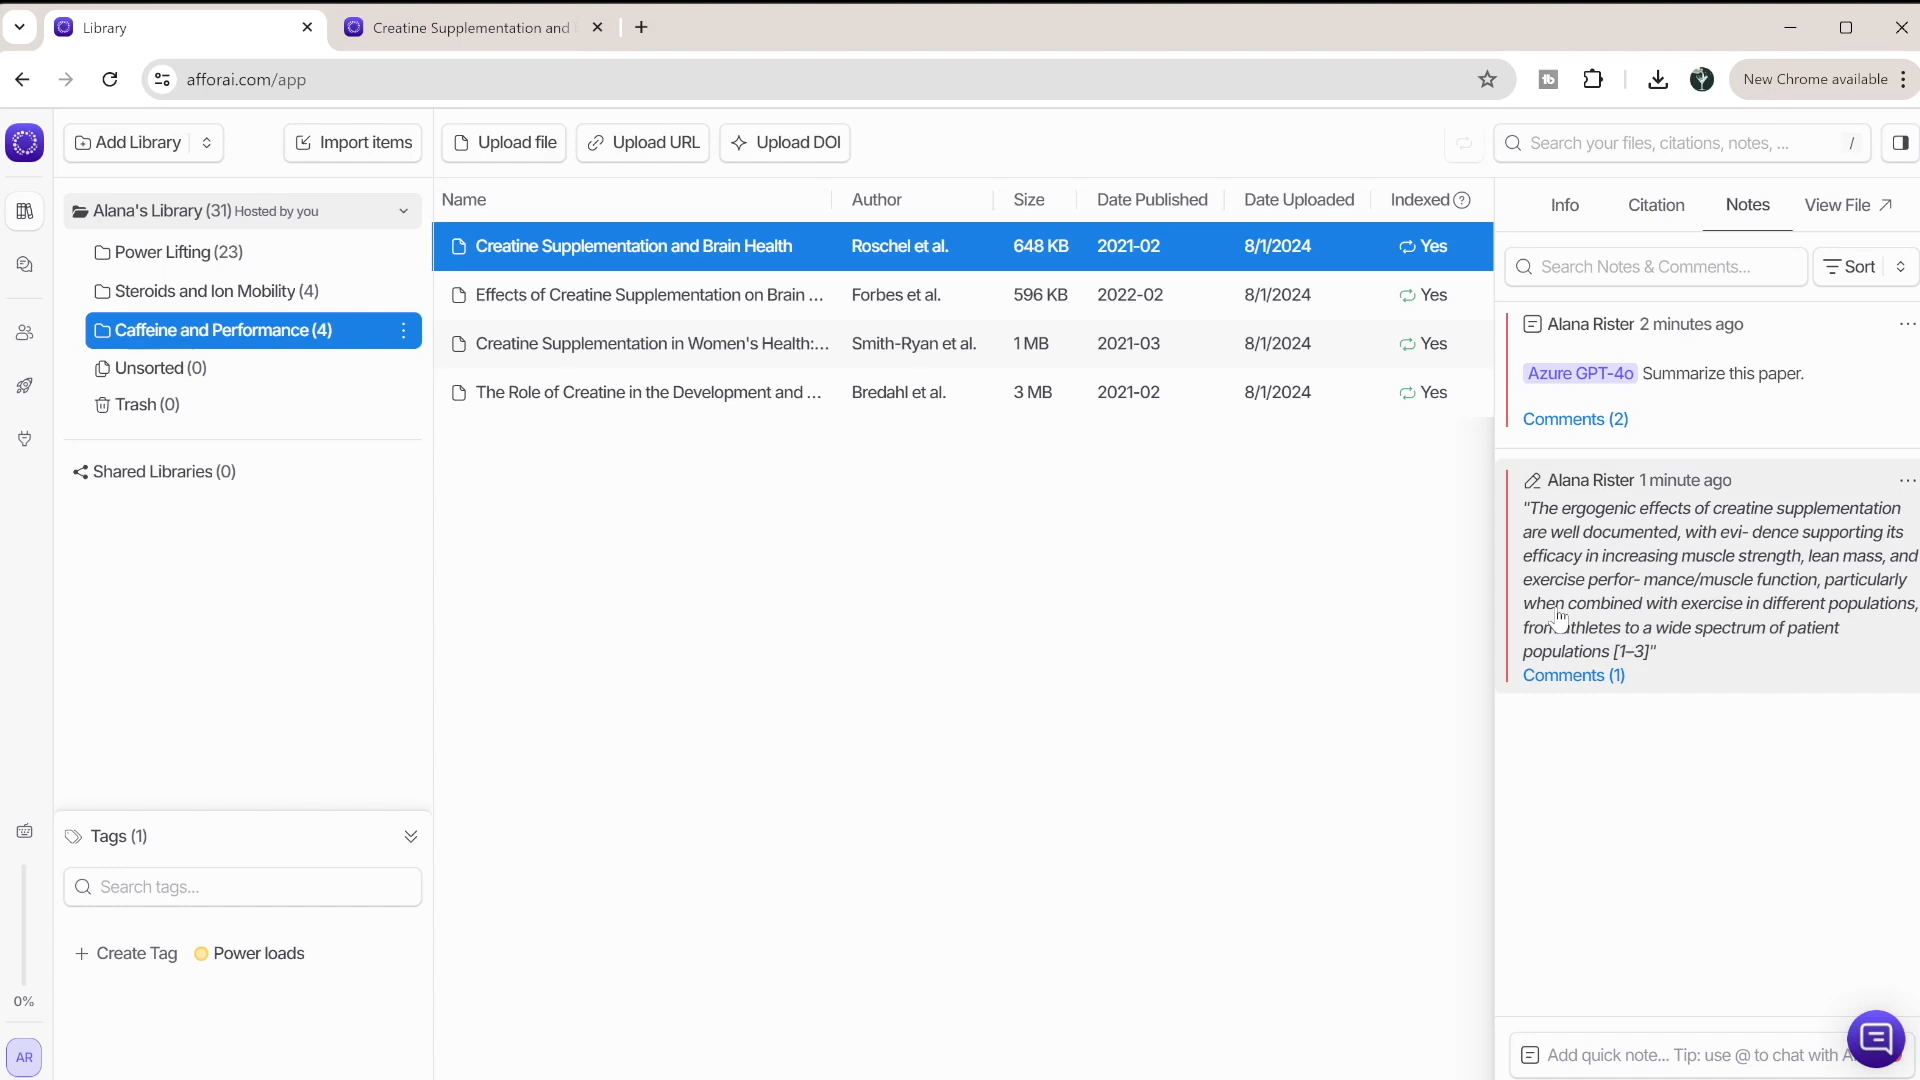 Library
Creatine Supplementation and
afforai.com/app
New Chrome available
Add Library
Import items
Upload file
Upload URL
Upload DOI
Search your files, citations, notes, ...
/
Alana's Library (31) Hosted by you
Power Lifting (23)
Steroids and Ion Mobility (4)
Caffeine and Performance (4)
Unsorted (0)
Trash (0)
Shared Libraries (0)
Name Author Size Date Published Date Uploaded Indexed ?
Creatine Supplementation and Brain Health Roschel et al. 648 KB 2021-02 8/1/2024 Yes
Effects of Creatine Supplementation on Brain ... Forbes et al. 596 KB 2022-02 8/1/2024 Yes
Creatine Supplementation in Women's Health:... Smith-Ryan et al. 1 MB 2021-03 8/1/2024 Yes
The Role of Creatine in the Development and ... Bredahl et al. 3 MB 2021-02 8/1/2024 Yes
Info Citation Notes View File
Search Notes & Comments...
Sort
Alana Rister 2 minutes ago
Azure GPT-4o Summarize this paper.
Comments (2)
Alana Rister 1 minute ago
"The ergogenic effects of creatine supplementation
are well documented, with evi- dence supporting its
efficacy in increasing muscle strength, lean mass, and
exercise perfor- mance/muscle function, particularly
when combined with exercise in different populations,
from athletes to a wide spectrum of patient
populations [1–3]"
Comments (1)
Tags (1)
Search tags...
Create Tag
Power loads
0%
AR
Add quick note... Tip: use @ to chat with